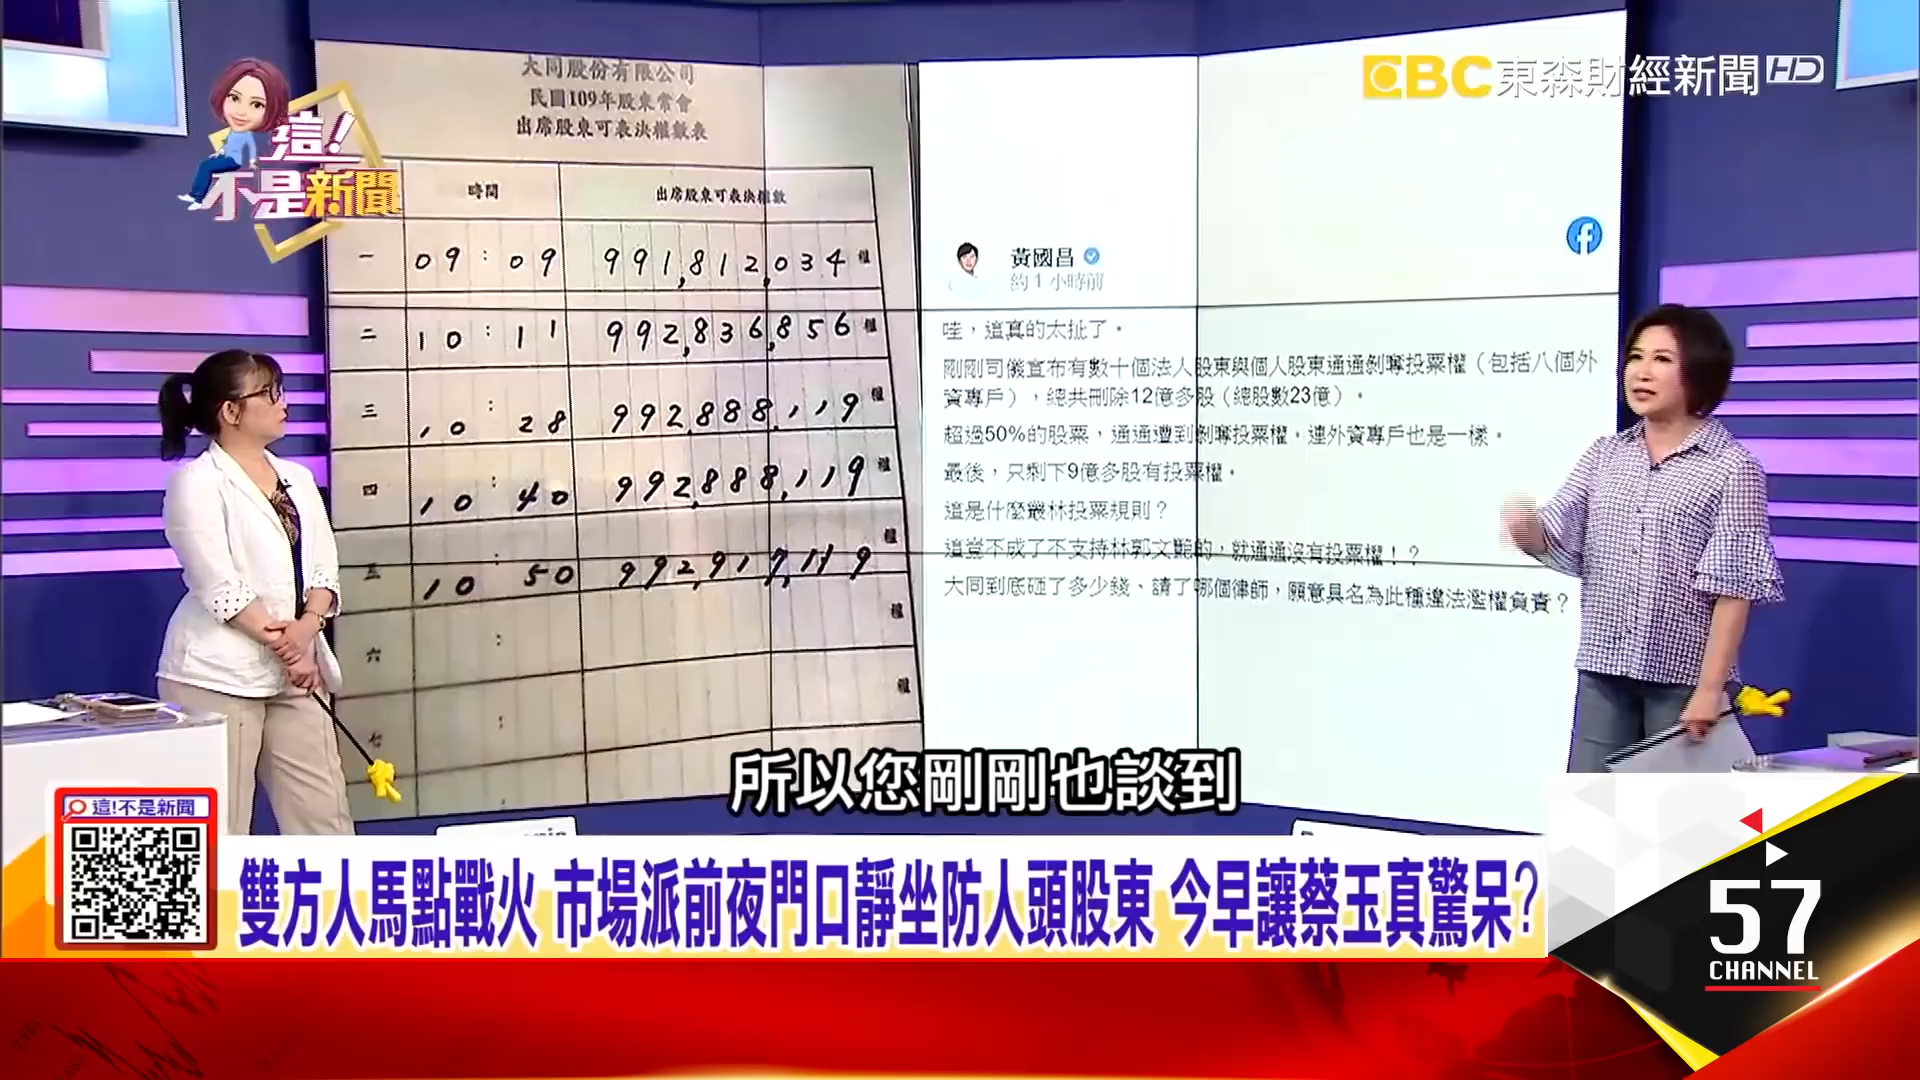 EBC 東森財經新聞 HD
這!
不是新聞
大同股份有限公司
民國109年股東常會
出席股東可表決權數表
時間 出席股東可表決權數
一 09:09 991,812,034 權
二 10:11 992,836,856 權
三 10:28 992,888,119 權
四 10:40 992,888,119 權
五 10 50 992,917,119 權
六 : 權
七 : 權
黃國昌
約 1 小時前
哇，這真的太扯了。
剛剛司儀宣布有數十個法人股東與個人股東通通剝奪投票權（包括八個外
資專戶），總共刪除12億多股（總股數23億）。
超過50%的股票，通通遭到剝奪投票權。連外資專戶也是一樣。
最後，只剩下9億多股有投票權。
這是什麼叢林投票規則？
這豈不成了不支持林郭文艷的，就通通沒有投票權！？
大同到底砸了多少錢、請了哪個律師，願意具名為此種違法濫權負責？
所以您剛剛也談到
這!不是新聞
雙方人馬點戰火 市場派前夜門口靜坐防人頭股東 今早讓蔡玉真驚呆?
57
CHANNEL